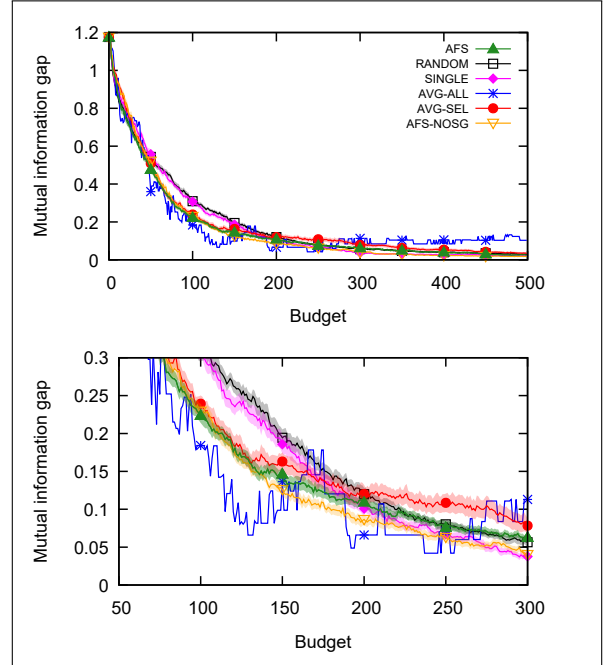 1.2
1
0.8
0.6
0.4
0.2
0
Mutual information gap
AFS
RANDOM
SINGLE
AVG-ALL
AVG-SEL
AFS-NOSG
0 100 200 300 400 500
Budget
0.3
0.25
0.2
0.15
0.1
0.05
0
Mutual information gap
50 100 150 200 250 300
Budget